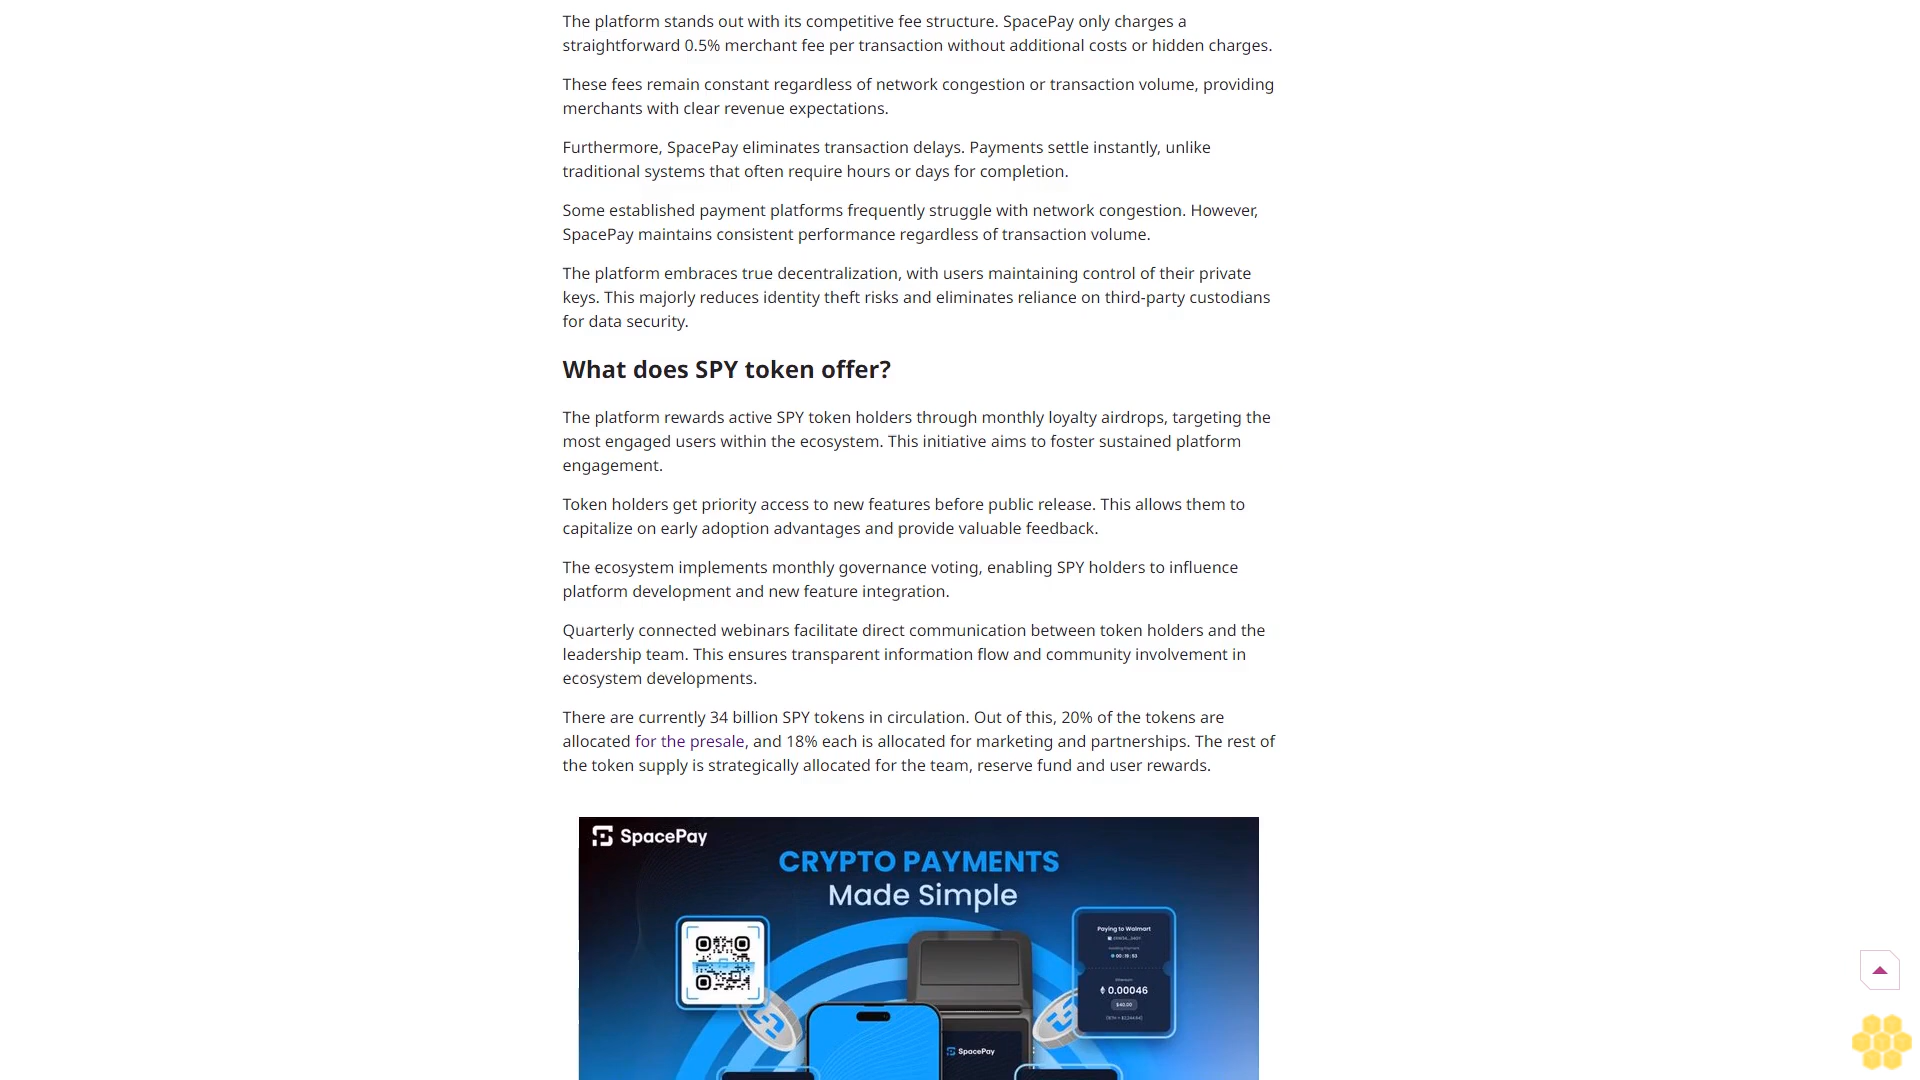 The platform stands out with its competitive fee structure. SpacePay only charges a
straightforward 0.5% merchant fee per transaction without additional costs or hidden charges.
These fees remain constant regardless of network congestion or transaction volume, providing
merchants with clear revenue expectations.
Furthermore, SpacePay eliminates transaction delays. Payments settle instantly, unlike
traditional systems that often require hours or days for completion.
Some established payment platforms frequently struggle with network congestion. However,
SpacePay maintains consistent performance regardless of transaction volume.
The platform embraces true decentralization, with users maintaining control of their private
keys. This majorly reduces identity theft risks and eliminates reliance on third-party custodians
for data security.
What does SPY token offer?
The platform rewards active SPY token holders through monthly loyalty airdrops, targeting the
most engaged users within the ecosystem. This initiative aims to foster sustained platform
engagement.
Token holders get priority access to new features before public release. This allows them to
capitalize on early adoption advantages and provide valuable feedback.
The ecosystem implements monthly governance voting, enabling SPY holders to influence
platform development and new feature integration.
Quarterly connected webinars facilitate direct communication between token holders and the
leadership team. This ensures transparent information flow and community involvement in
ecosystem developments.
There are currently 34 billion SPY tokens in circulation. Out of this, 20% of the tokens are
allocated for the presale, and 18% each is allocated for marketing and partnerships. The rest of
the token supply is strategically allocated for the team, reserve fund and user rewards.
SpacePay
CRYPTO PAYMENTS
Made Simple
Paying to Walmart
Awaiting Payment
00:19:53
Ethereum
0.00046
$40.00
SpacePay